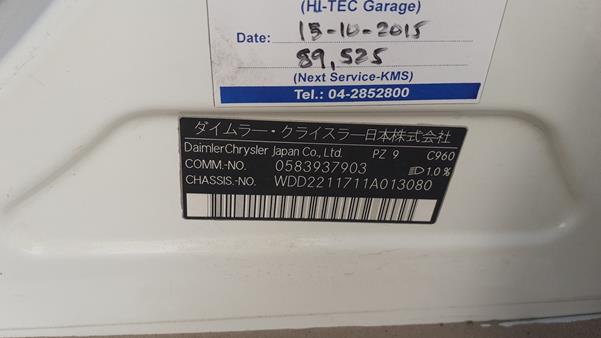 (HI-TEC Garage)
Date: 15-10-2015
89,525
(Next Service-KMS)
Tel.: 04-2852800
ダイムラー・クライスラー日本株式会社
DaimlerChrysler Japan Co., Ltd. PZ 9 C960
COMM.-NO. 0583937903 1.0 %
CHASSIS.-NO. WDD2211711A013080